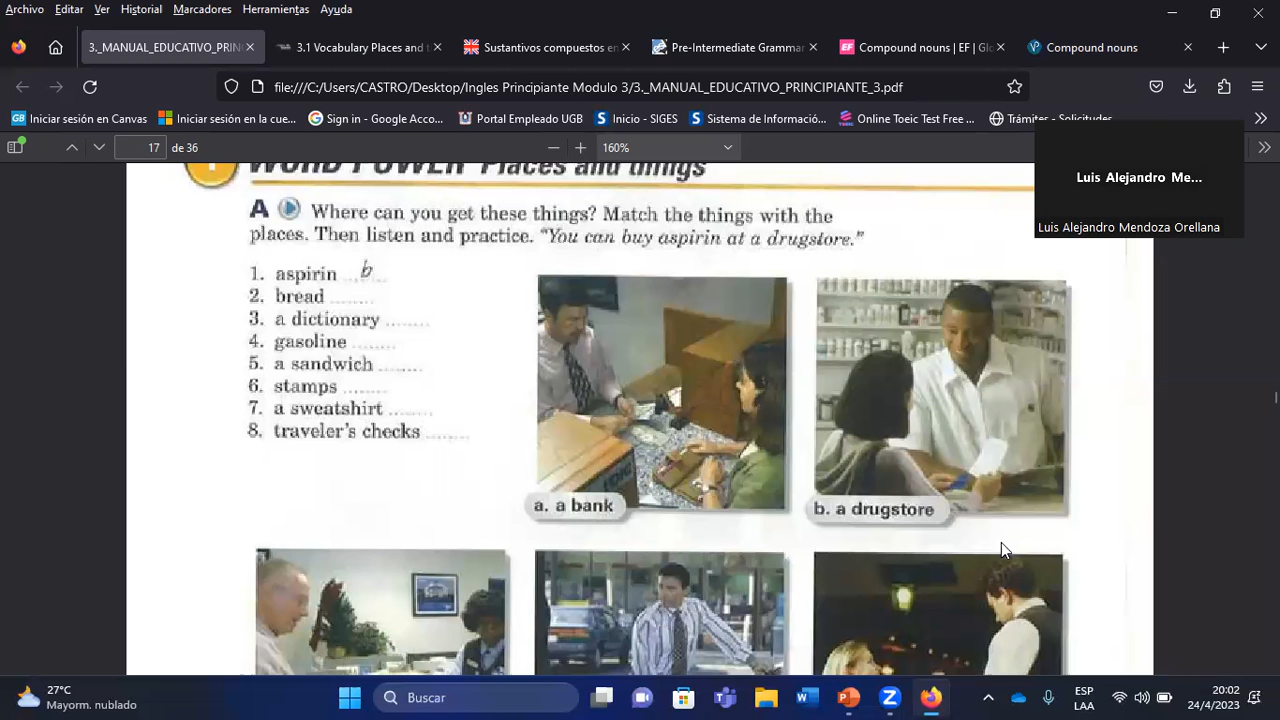 Archivo Editar Ver Historial Marcadores Herramientas Ayuda
3._MANUAL_EDUCATIVO_PRIN
3.1 Vocabulary Places and t
Sustantivos compuestos en
Pre-Intermediate Grammar
Compound nouns | EF | Glo
Compound nouns
file:///C:/Users/CASTRO/Desktop/Ingles Principiante Modulo 3/3._MANUAL_EDUCATIVO_PRINCIPIANTE_3.pdf
GB Iniciar sesión en Canvas
Iniciar sesión en la cue...
Sign in - Google Acco...
Portal Empleado UGB
S Inicio - SIGES
S Sistema de Informació...
Online Toeic Test Free ...
Trámites - Solicitudes
17 de 36
160%
Luis Alejandro Me...
Luis Alejandro Mendoza Orellana
WORD POWER Places and things
A Where can you get these things? Match the things with the
places. Then listen and practice. "You can buy aspirin at a drugstore."
1. aspirin b
2. bread ........
3. a dictionary ........
4. gasoline ........
5. a sandwich ........
6. stamps ........
7. a sweatshirt ........
8. traveler's checks ........
a. a bank
b. a drugstore
27°C
Mayorm. nublado
Buscar
ESP
LAA
20:02
24/4/2023